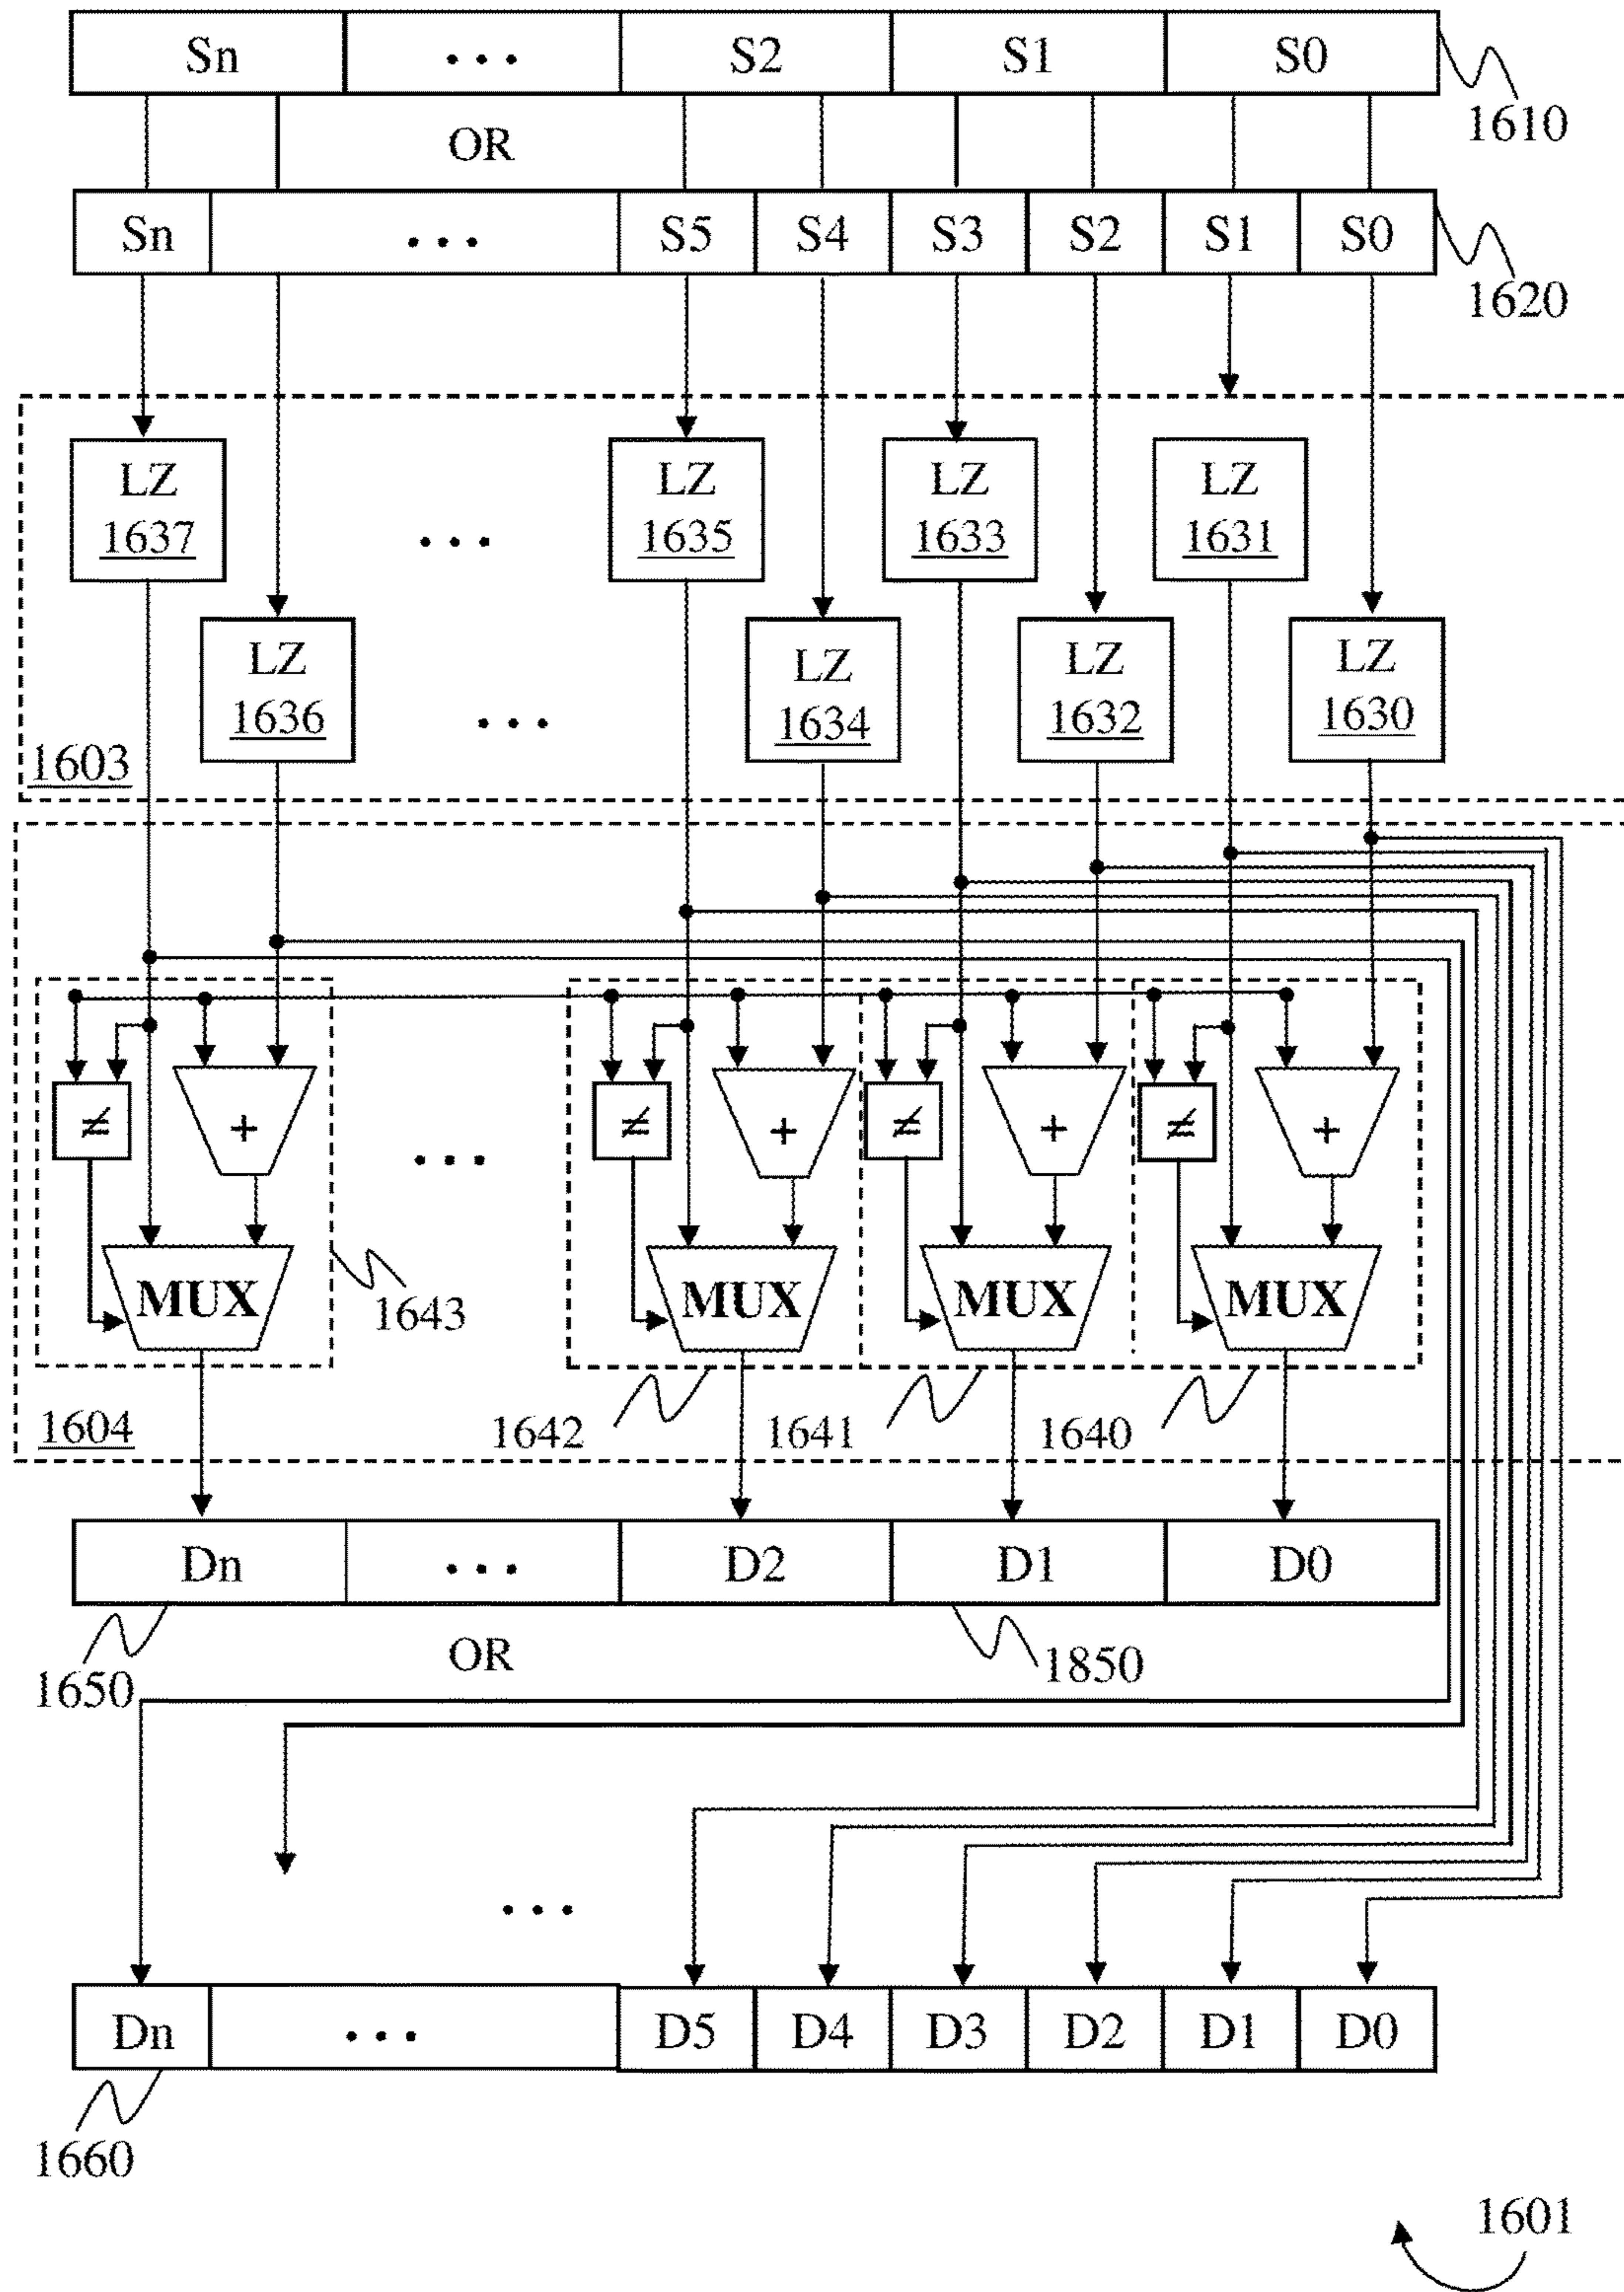 Sn ... S2 S1 S0
1610
OR
Sn ... S5 S4 S3 S2 S1 S0
1620
LZ LZ LZ LZ
1637 ... 1635 1633 1631
LZ LZ LZ LZ
1636 ... 1634 1632 1630
1603
≠ + ... ≠ + ≠ + ≠ +
MUX MUX MUX MUX
1643
1642 1641 1640
1604
Dn ... D2 D1 D0
1650 OR 1850
...
Dn ... D5 D4 D3 D2 D1 D0
1660
1601